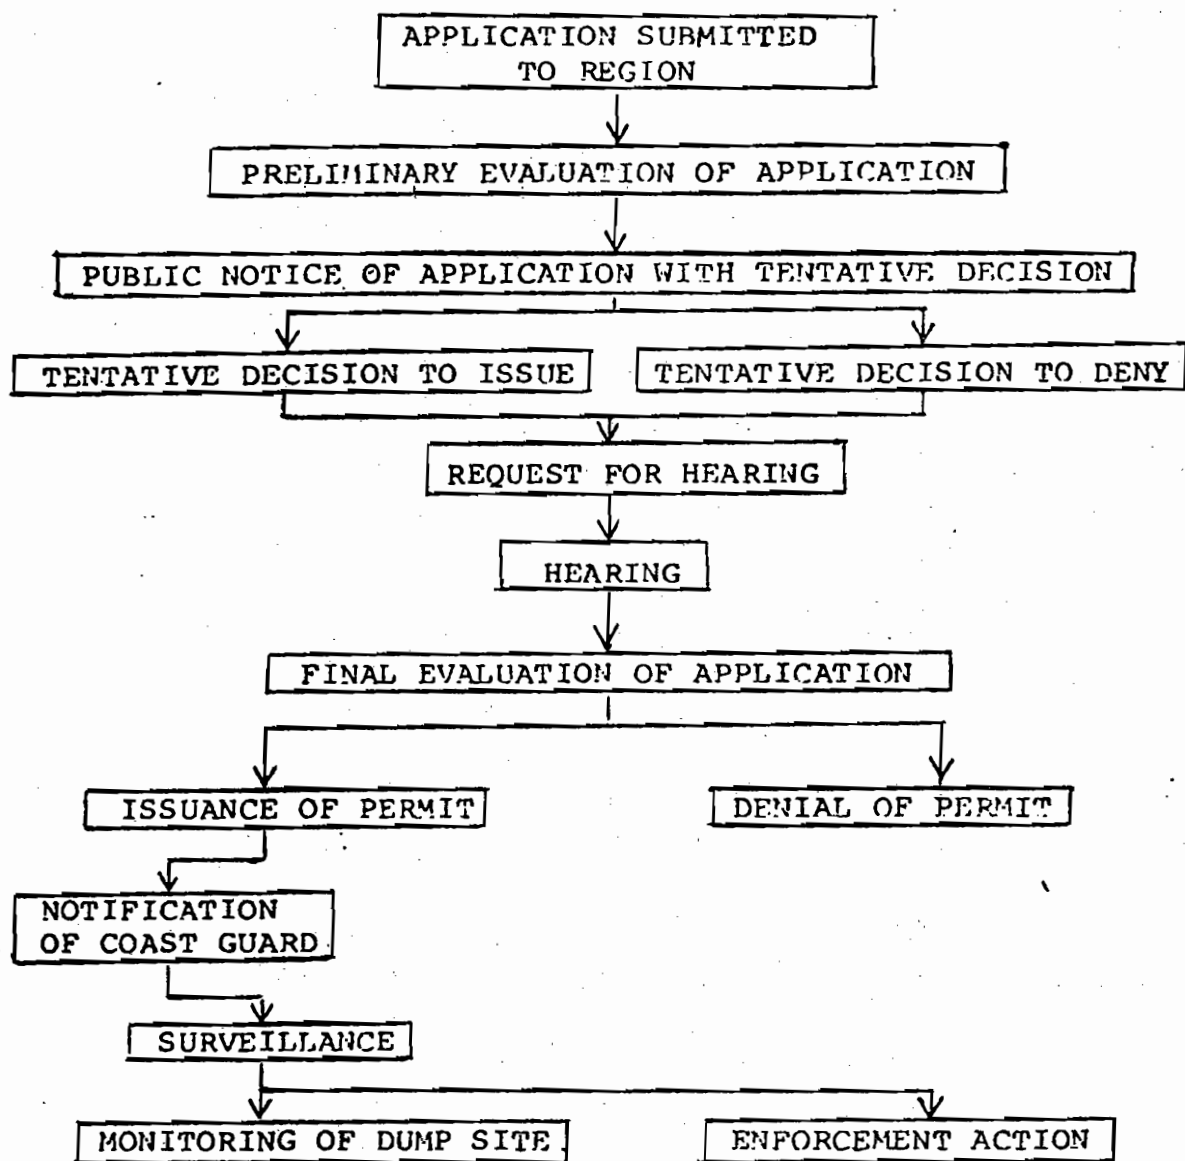 APPLICATION SUBMITTED
TO REGION
PRELIMINARY EVALUATION OF APPLICATION
PUBLIC NOTICE OF APPLICATION WITH TENTATIVE DECISION
TENTATIVE DECISION TO ISSUE
TENTATIVE DECISION TO DENY
REQUEST FOR HEARING
HEARING
FINAL EVALUATION OF APPLICATION
ISSUANCE OF PERMIT
DENIAL OF PERMIT
NOTIFICATION
OF COAST GUARD
SURVEILLANCE
MONITORING OF DUMP SITE
ENFORCEMENT ACTION